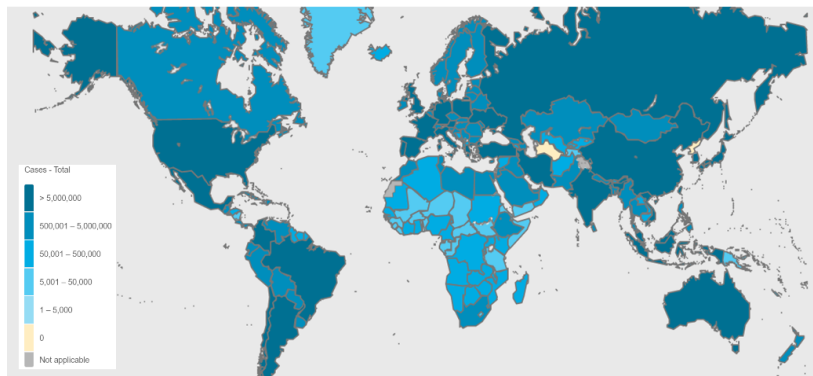 Cases - Total
> 5,000,000
500,001 – 5,000,000
50,001 – 500,000
5,001 – 50,000
1 – 5,000
0
Not applicable